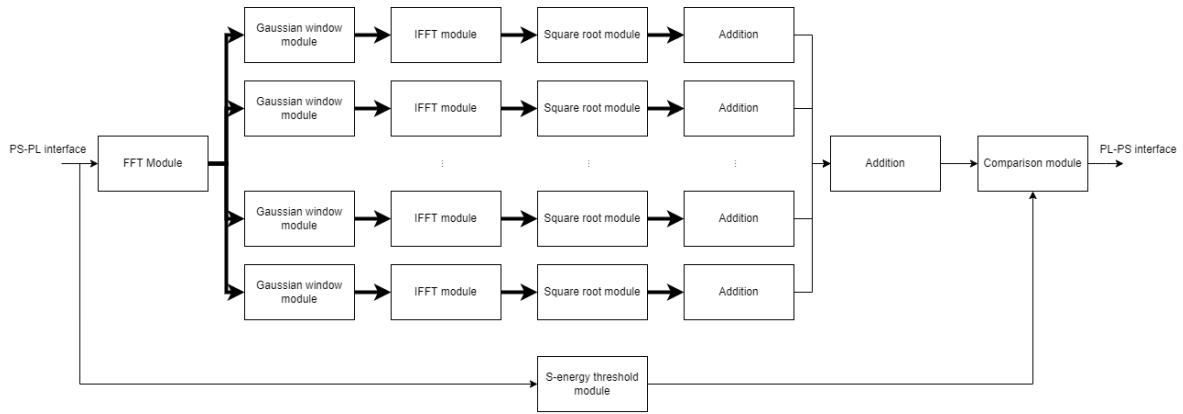 Gaussian window
module
IFFT module
Square root module
Addition
Gaussian window
module
IFFT module
Square root module
Addition
PS-PL interface
FFT Module
Addition
Comparison module
PL-PS interface
Gaussian window
module
IFFT module
Square root module
Addition
Gaussian window
module
IFFT module
Square root module
Addition
S-energy threshold
module